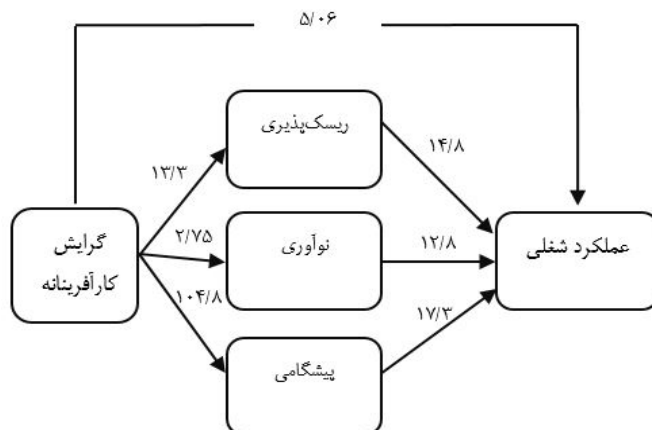 ۵/۰۶
ریسک‌پذیری
۱۴/۸
۱۳/۳
گرایش
کارآفرینانه
۲/۷۵
نوآوری
۱۲/۸
عملکرد شغلی
۱۰۴/۸
۱۷/۳
پیشگامی